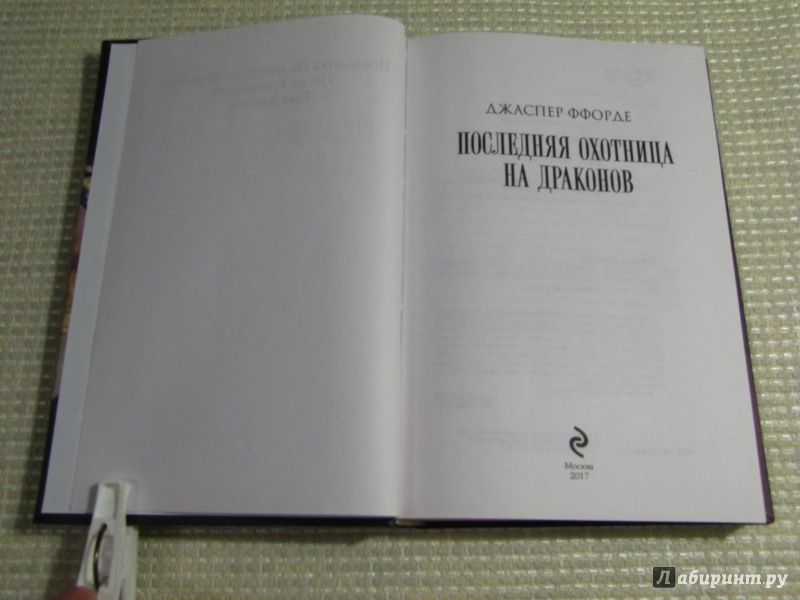 ДЖАСПЕР ФФОРДЕ
ПОСЛЕДНЯЯ ОХОТНИЦА
НА ДРАКОНОВ
Москва
2017
Лабиринт.ру